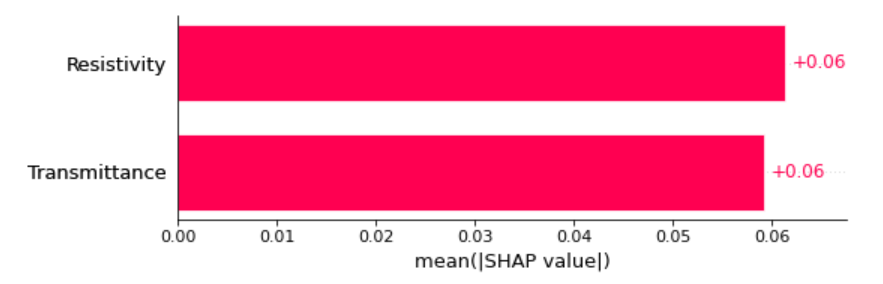 Resistivity
+0.06
Transmittance
+0.06
0.00 0.01 0.02 0.03 0.04 0.05 0.06
mean(|SHAP value|)